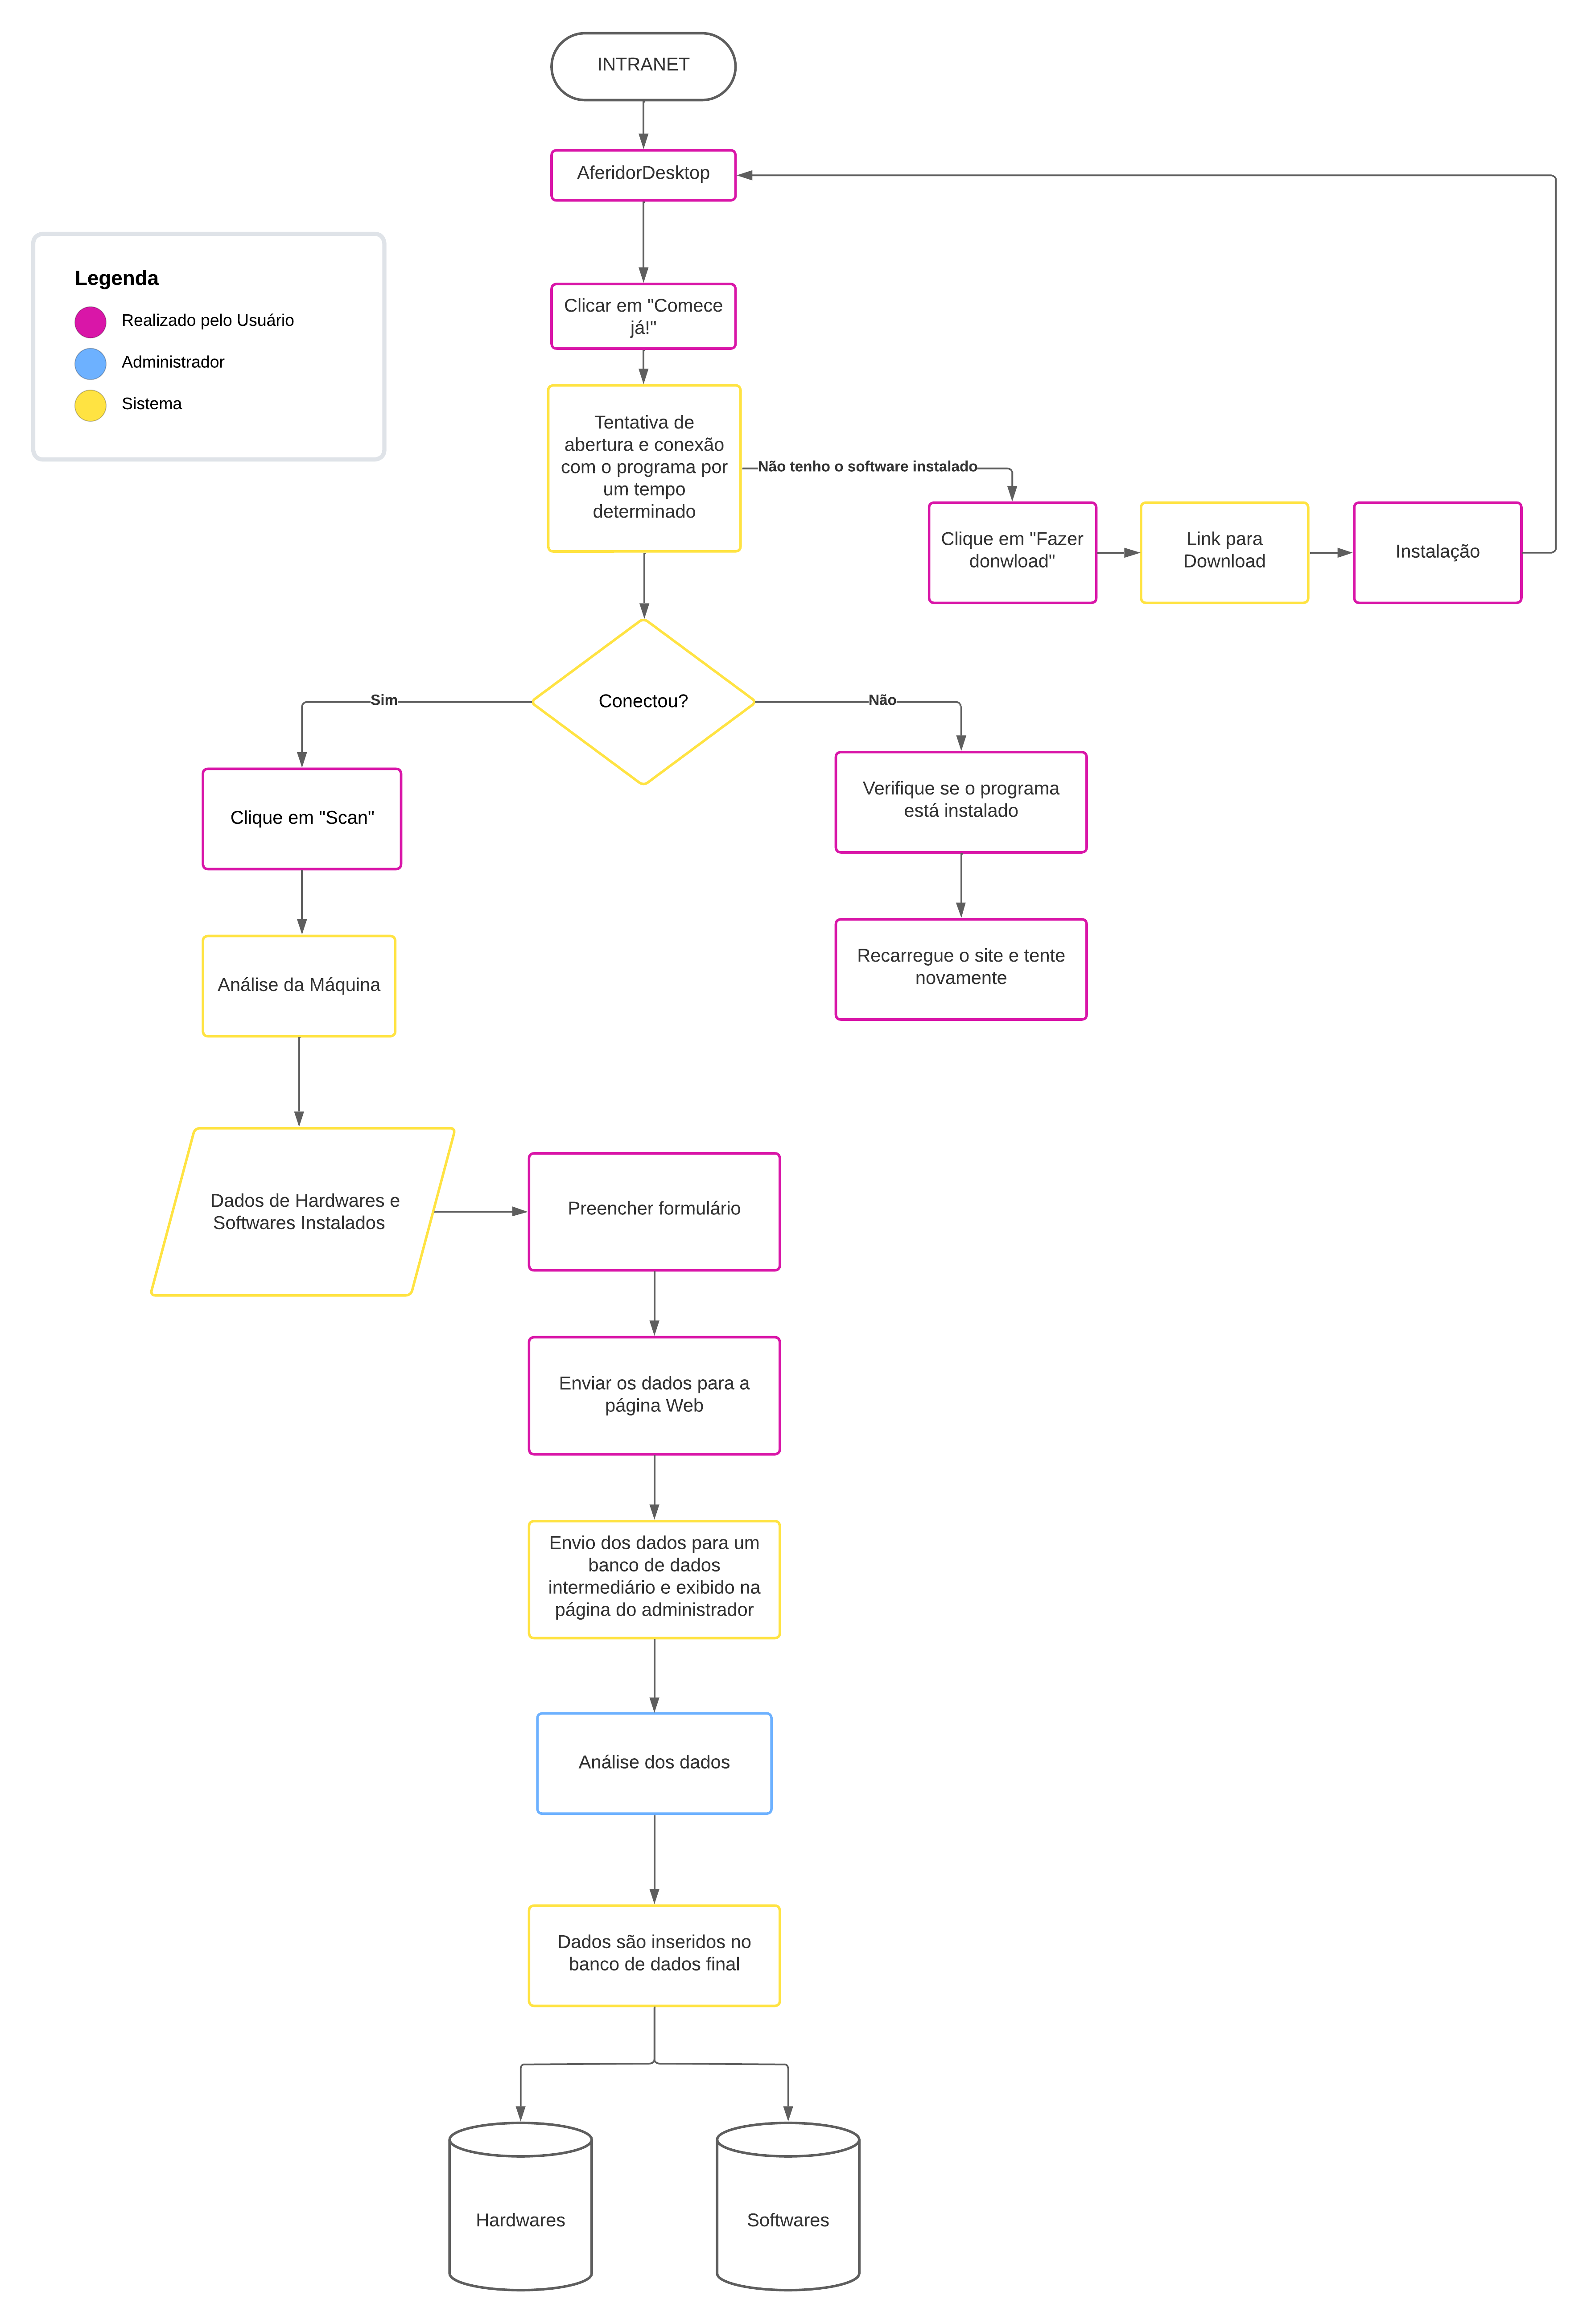 INTRANET
AferidorDesktop
Legenda
Realizado pelo Usuário
Administrador
Sistema
Clicar em "Comece
já!"
Tentativa de
abertura e conexão
com o programa por
um tempo
determinado
Não tenho o software instalado
Clique em "Fazer
donwload"
Link para
Download
Instalação
Conectou?
Sim
Não
Clique em "Scan"
Verifique se o programa
está instalado
Recarregue o site e tente
novamente
Análise da Máquina
Dados de Hardwares e
Softwares Instalados
Preencher formulário
Enviar os dados para a
página Web
Envio dos dados para um
banco de dados
intermediário e exibido na
página do administrador
Análise dos dados
Dados são inseridos no
banco de dados final
Hardwares
Softwares